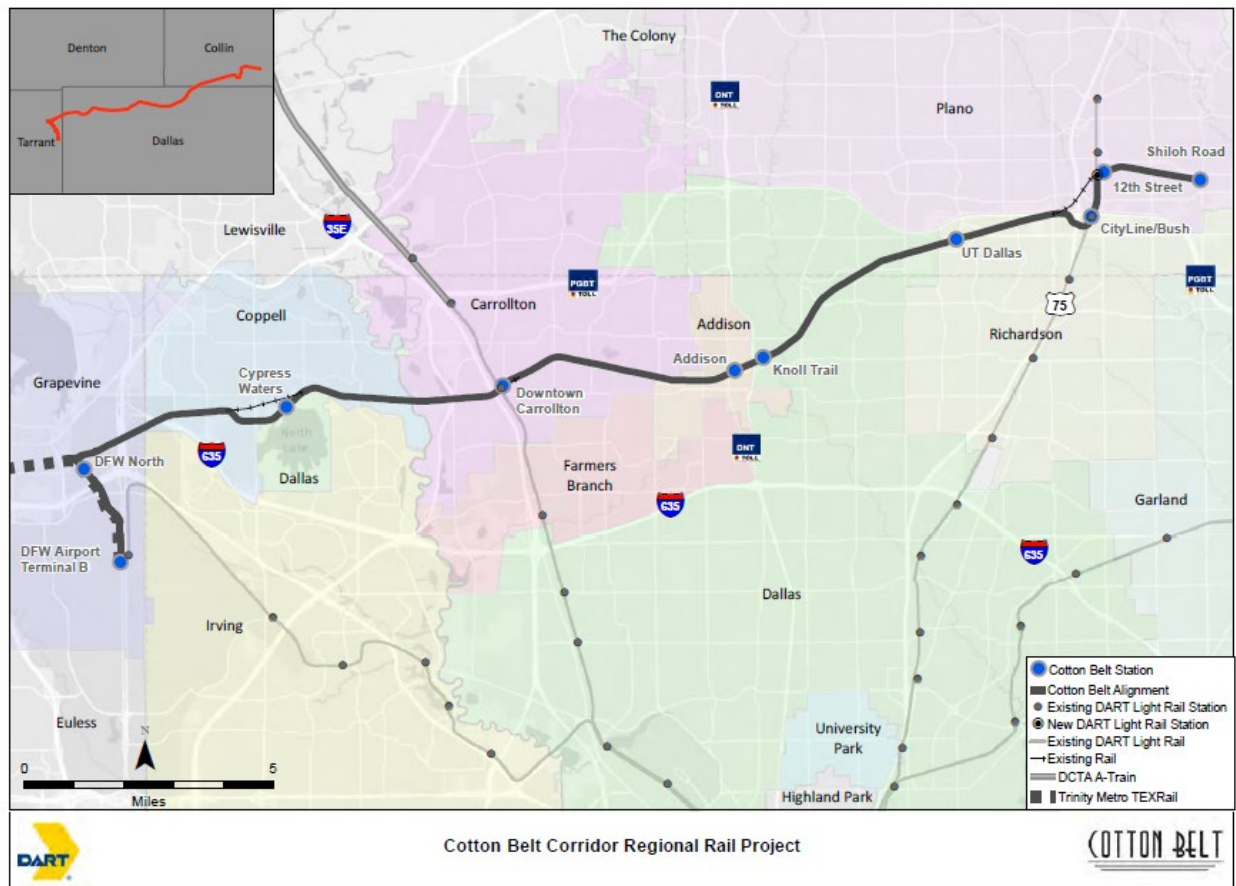 Denton
Collin
Tarrant
Dallas
The Colony
DNT
TOLL
Plano
Shiloh Road
12th Street
CityLine/Bush
UT Dallas
35E
Lewisville
PGBT
TOLL
PGBT
TOLL
75
Coppell
Carrollton
Addison
Richardson
Grapevine
Cypress
Waters
Addison
Knoll Trail
Downtown
Carrollton
North
Lake
DFW North
635
Dallas
DNT
TOLL
Farmers
Branch
635
Garland
DFW Airport
Terminal B
635
Irving
Dallas
Euless
University
Park
Highland Park
N
0 5
Miles
Cotton Belt Station
Cotton Belt Alignment
Existing DART Light Rail Station
New DART Light Rail Station
Existing DART Light Rail
Existing Rail
DCTA A-Train
Trinity Metro TEXRail
DART
Cotton Belt Corridor Regional Rail Project
COTTON BELT